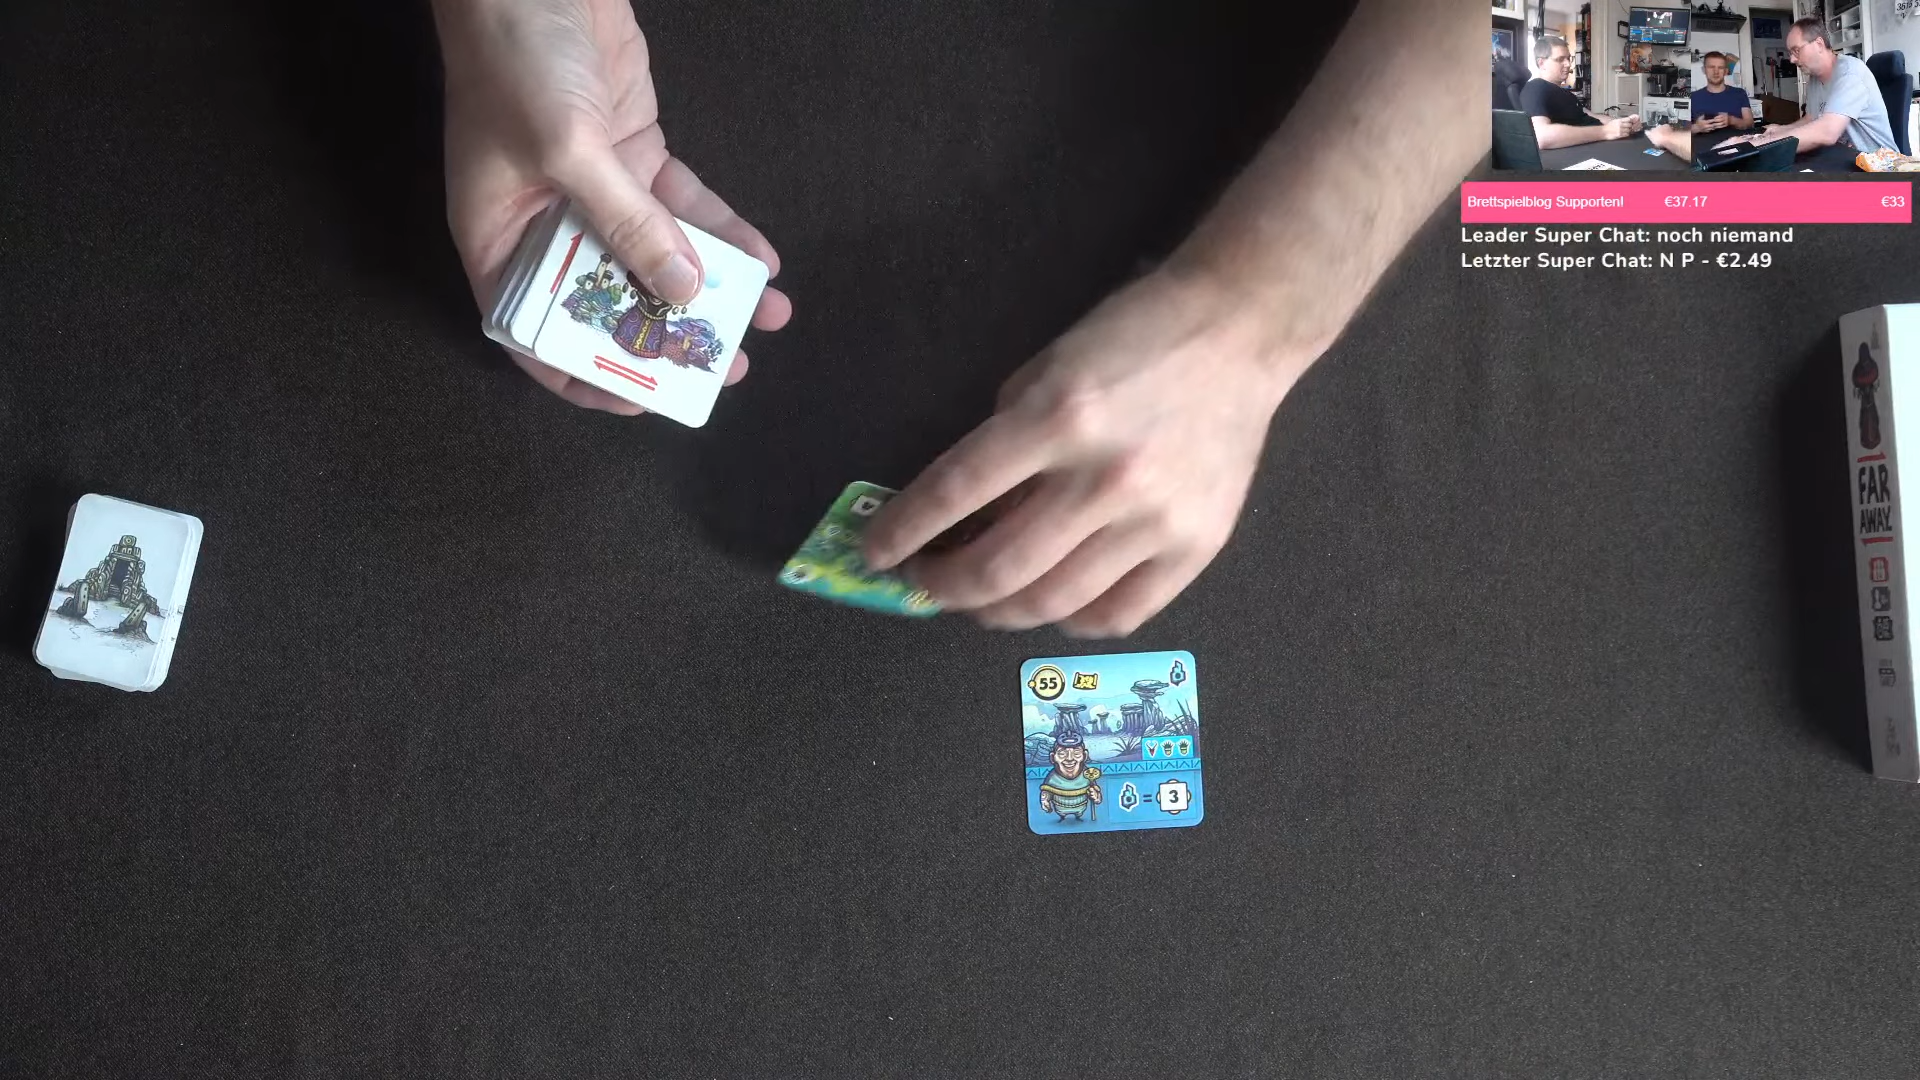 Brettspielblog Supporten! €37.17 €33
Leader Super Chat: noch niemand
Letzter Super Chat: N P - €2.49
FAR
AWAY
55
= 3